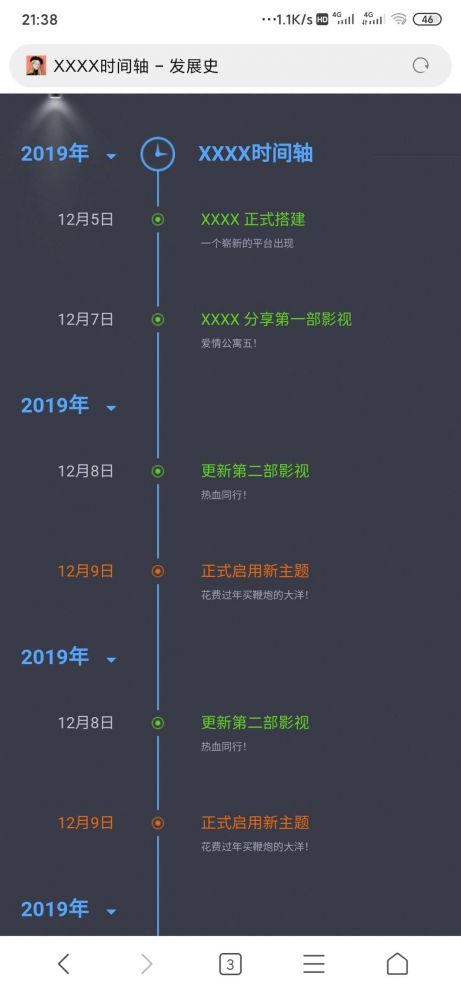 21:38
···1.1K/s HD 4G 4G 46
XXXX时间轴 – 发展史
2019年 XXXX时间轴
12月5日 XXXX 正式搭建
一个崭新的平台出现
12月7日 XXXX 分享第一部影视
爱情公寓五!
2019年
12月8日 更新第二部影视
热血同行!
12月9日 正式启用新主题
花费过年买鞭炮的大洋!
2019年
12月8日 更新第二部影视
热血同行!
12月9日 正式启用新主题
花费过年买鞭炮的大洋!
2019年
3